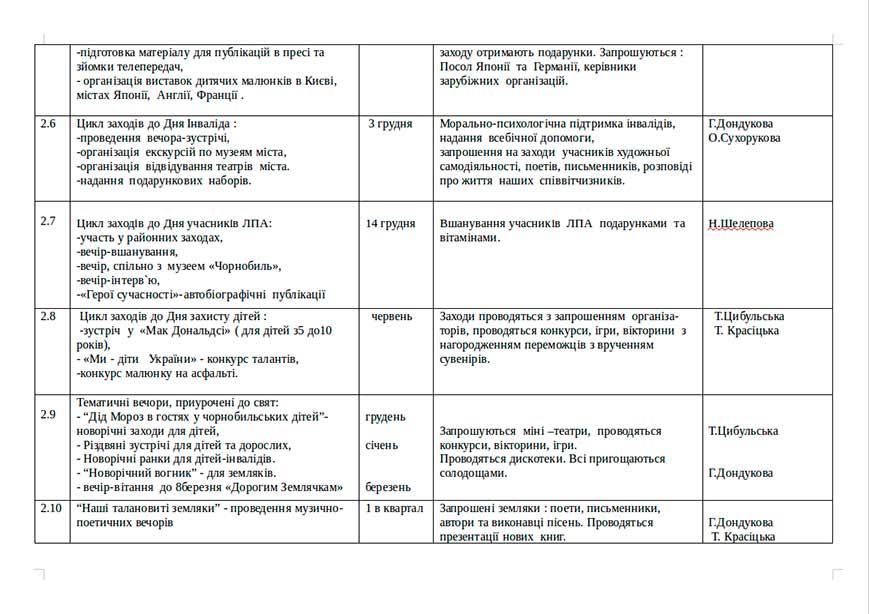 -підготовка матеріалу для публікацій в пресі та
зйомки телепередач,
- організація виставок дитячих малюнків в Києві,
містах Японії,  Англії, Франції .
заходу отримають подарунки. Запрошуються :
Посол Японії  та  Германії, керівники
зарубіжних  організацій.
2.6
Цикл заходів до Дня Інваліда :
-проведення  вечора-зустрічі,
-організація  екскурсій по музеям міста,
-організація  відвідування театрів  міста.
-надання  подарункових  наборів.
3 грудня
Морально-психологічна підтримка інвалідів,
надання  всебічної допомоги,
запрошення на заходи  учасників художньої
самодіяльності, поетів, письменників, розповіді
про життя  наших  співвітчизників.
Г.Дондукова
О.Сухорукова
2.7
Цикл заходів до Дня учасників ЛПА:
-участь у районних заходах,
-вечір-вшанування,
-вечір, спільно з  музеем «Чорнобиль»,
-вечір-інтерв`ю,
-«Герої сучасності»-автобіографічні  публікації
14 грудня
Вшанування учасників  ЛПА  подарунками  та
вітамінами.
Н.Шелепова
2.8
Цикл заходів до Дня захисту дітей :
-зустріч  у  «Мак Дональдсі» ( для дітей з5 до10
років),
- «Ми - діти   України» - конкурс талантів,
-конкурс малюнку на асфальті.
червень
Заходи проводяться з запрошенням  організа-
торів, проводяться конкурси, ігри, вікторини  з
нагородженням переможців з врученням
сувенірів.
Т.Цибульська
Т. Красіцька
2.9
Тематичні вечори, приурочені до свят:
- “Дід Мороз в гостях у чорнобильських дітей”-
новорічні заходи для дітей,
- Різдвяні зустрічі для дітей та дорослих,
- Новорічні ранки для дітей-інвалідів.
- “Новорічний вогник” - для земляків.
- вечір-вітання  до 8березня «Дорогим Землячкам»
грудень
січень
березень
Запрошуються  міні –театри,  проводяться
конкурси, вікторини, ігри.
Проводяться дискотеки. Всі пригощаються
солодощами.
Т.Цибульська
Г.Дондукова
2.10
“Наші талановиті земляки” - проведення музично-
поетичних вечорів
1 в квартал
Запрошені земляки : поети, письменники,
автори та виконавці пісень. Проводяться
презентації нових  книг.
Г.Дондукова
Т. Красіцька